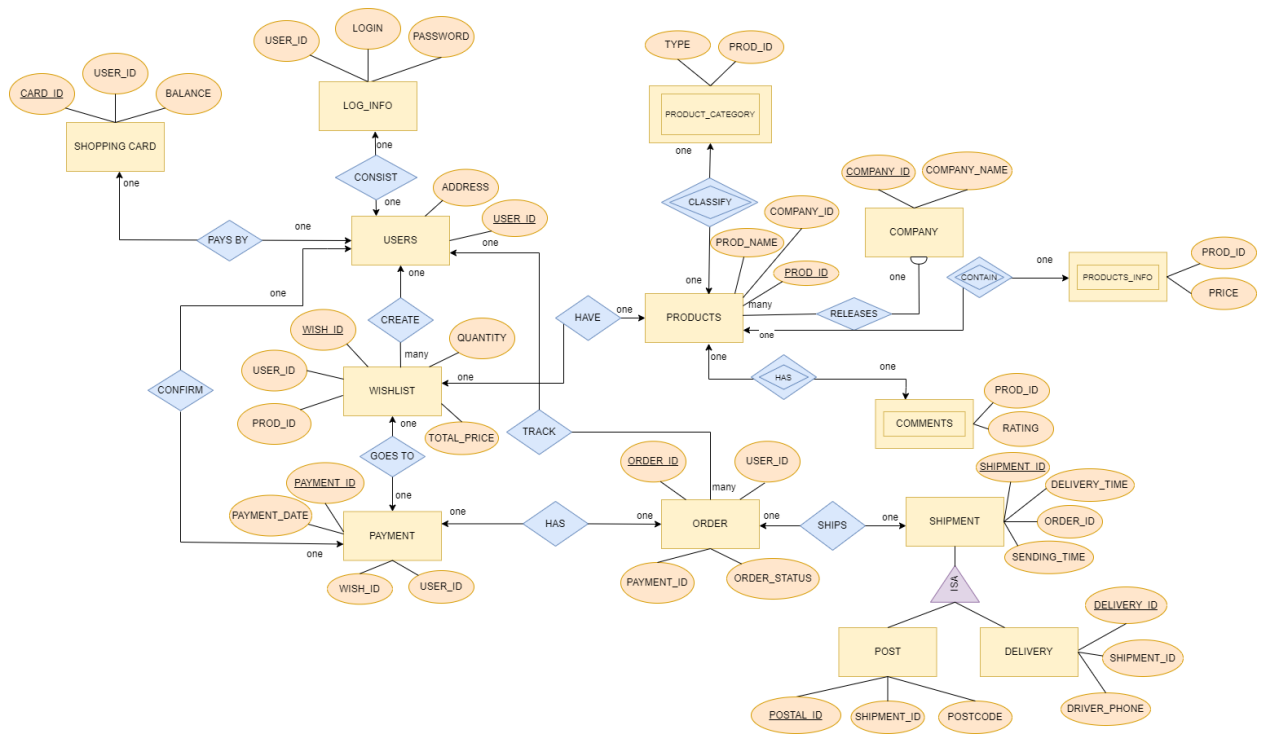 LOGIN
USER_ID
PASSWORD
TYPE
PROD_ID
USER_ID
CARD_ID
BALANCE
LOG_INFO
PRODUCT_CATEGORY
SHOPPING CARD
one
one
one
CONSIST
one
ADDRESS
USER_ID
CLASSIFY
COMPANY_ID
COMPANY_NAME
COMPANY_ID
PROD_NAME
COMPANY
PAYS BY
one
USERS
one
one
PROD_ID
one
one
one
CONTAIN
one
PRODUCTS_INFO
PROD_ID
PRICE
one
many
CREATE
HAVE
one
PRODUCTS
RELEASES
one
WISH_ID
QUANTITY
many
one
one
USER_ID
one
HAS
one
CONFIRM
WISHLIST
PROD_ID
PROD_ID
RATING
COMMENTS
one
TOTAL_PRICE
TRACK
GOES TO
ORDER_ID
USER_ID
SHIPMENT_ID
PAYMENT_ID
many
DELIVERY_TIME
one
PAYMENT_DATE
one
HAS
one
one
SHIPS
one
ORDER_ID
PAYMENT
ORDER
SHIPMENT
one
SENDING_TIME
WISH_ID
USER_ID
PAYMENT_ID
ORDER_STATUS
ISA
DELIVERY_ID
POST
DELIVERY
SHIPMENT_ID
DRIVER_PHONE
POSTAL_ID
SHIPMENT_ID
POSTCODE